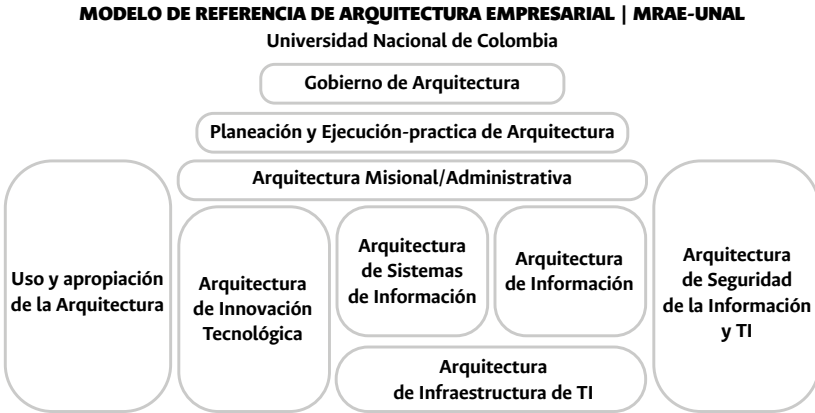 MODELO DE REFERENCIA DE ARQUITECTURA EMPRESARIAL | MRAE-UNAL
Universidad Nacional de Colombia
Gobierno de Arquitectura
Planeación y Ejecución-practica de Arquitectura
Arquitectura Misional/Administrativa
Uso y apropiación
de la Arquitectura
Arquitectura
de Innovación
Tecnológica
Arquitectura
de Sistemas
de Información
Arquitectura
de Información
Arquitectura
de Seguridad
de la Información
y TI
Arquitectura
de Infraestructura de TI